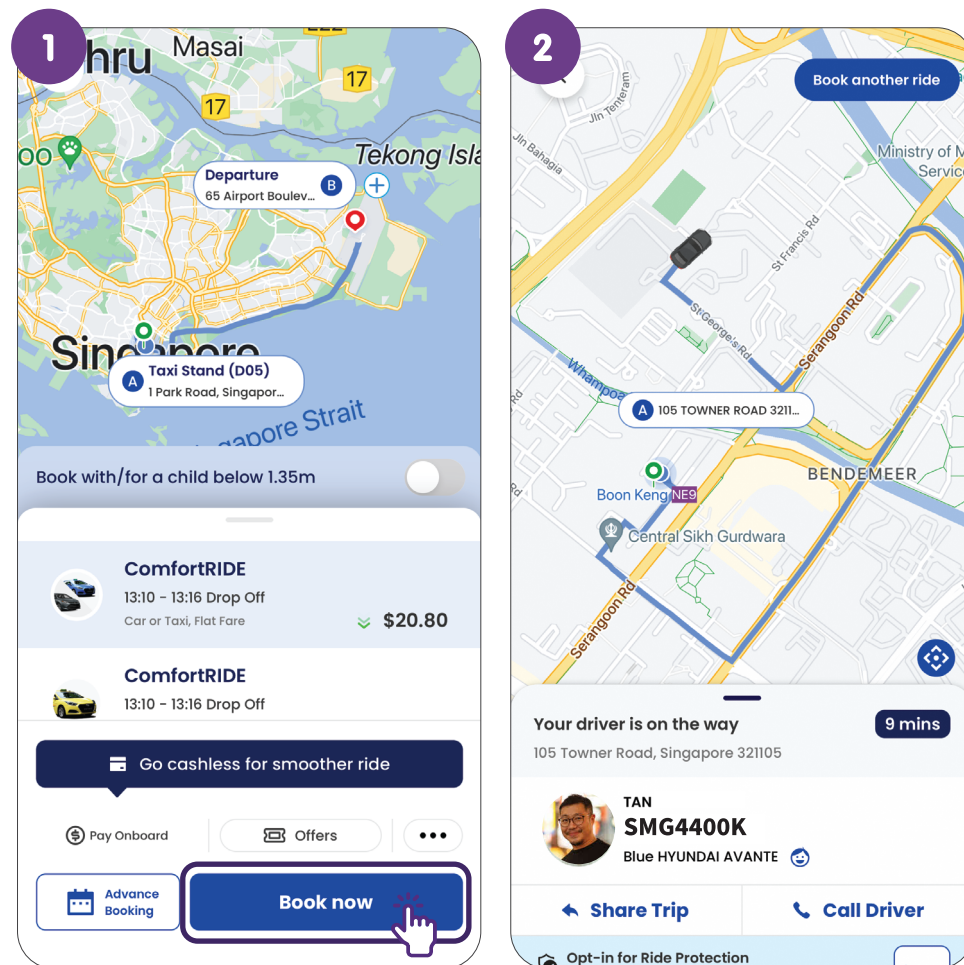 1
hru
Masai
17
17
oo
Tekong Isla
Departure
65 Airport Boulev...
B
Singapore
A
Taxi Stand (D05)
1 Park Road, Singapor...
gapore Strait
Book with/for a child below 1.35m
ComfortRIDE
13:10 - 13:16 Drop Off
Car or Taxi, Flat Fare
$20.80
ComfortRIDE
13:10 - 13:16 Drop Off
Go cashless for smoother ride
Pay Onboard
Offers
Advance
Booking
Book now
2
Book another ride
Jln Tenteram
Jln Bahagia
Ministry of M
Service
St Francis Rd
St George's Rd
Serangoon Rd
Whampoa
Rd
A
105 TOWNER ROAD 3211...
BENDEMEER
Boon Keng
NE9
Rd
Central Sikh Gurdwara
Serangoon Rd
Your driver is on the way
9 mins
105 Towner Road, Singapore 321105
TAN
SMG4400K
Blue HYUNDAI AVANTE
Share Trip
Call Driver
Opt-in for Ride Protection